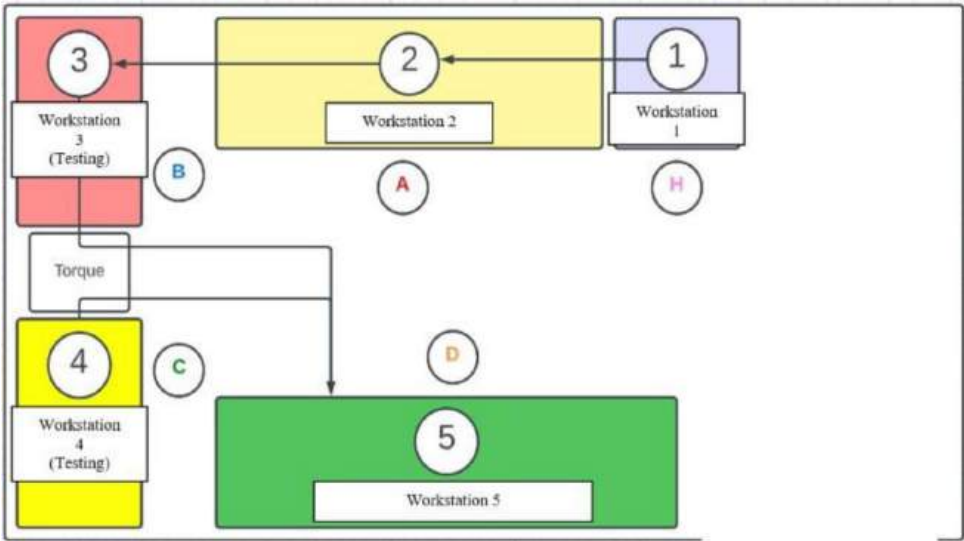 3
2
1
Workstation
3
(Testing)
Workstation 2
Workstation
1
B
A
H
Torque
4
C
D
Workstation
4
(Testing)
5
Workstation 5